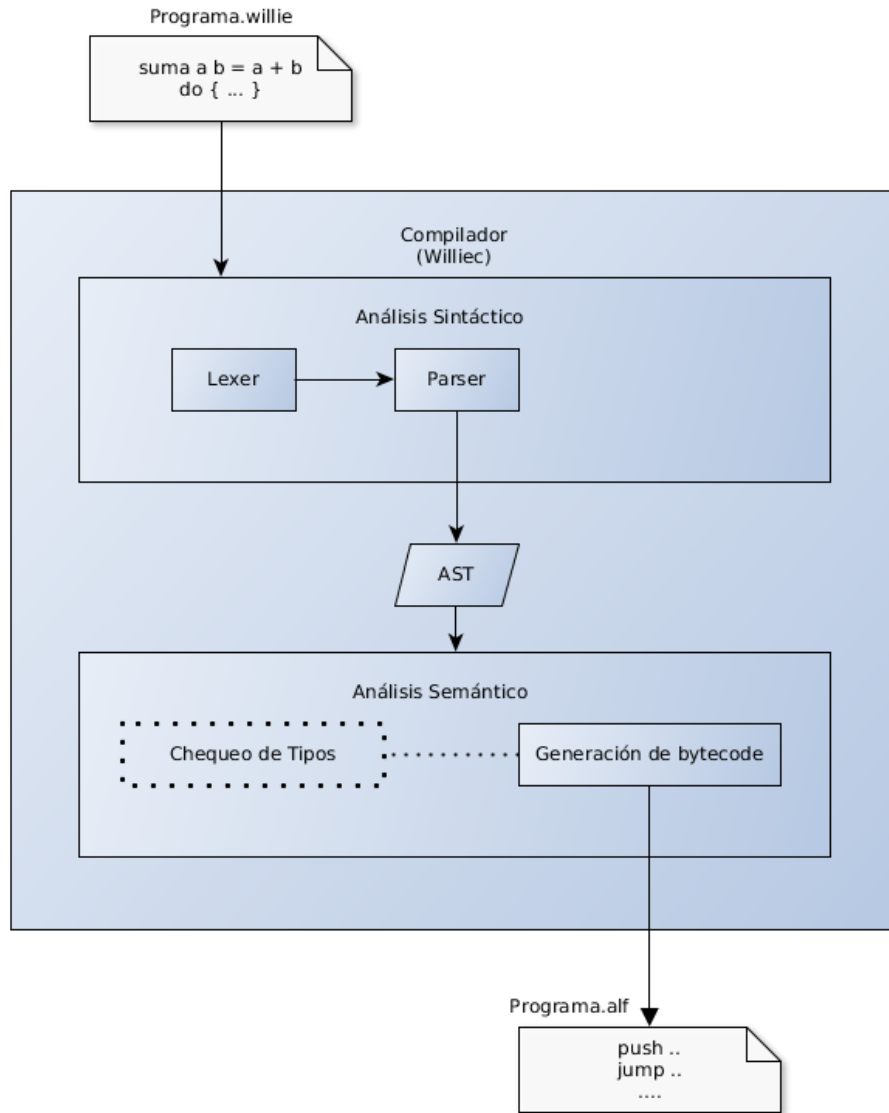 Programa.willie
suma a b = a + b
do { ... }
Compilador
(Williec)
Análisis Sintáctico
Lexer
Parser
AST
Análisis Semántico
Chequeo de Tipos
Generación de bytecode
Programa.alf
push ..
jump ..
....